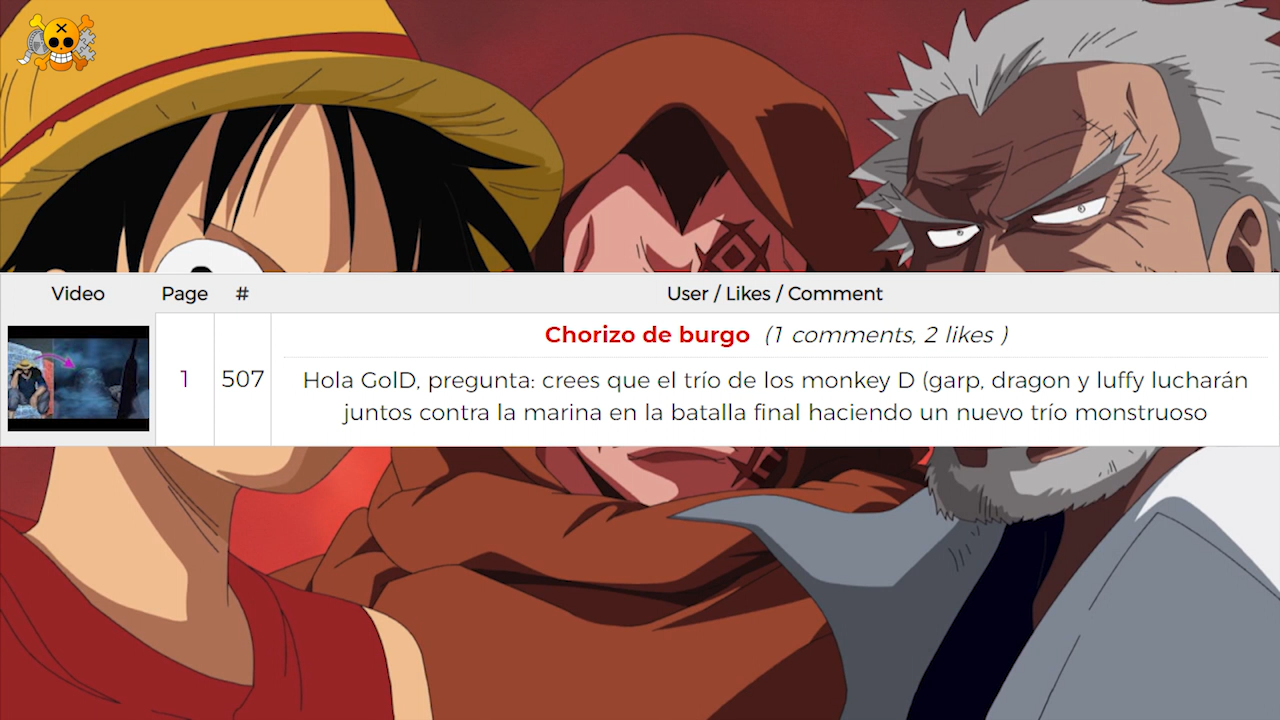 Video Page # User / Likes / Comment
Chorizo de burgo (1 comments, 2 likes )
1 507 Hola GolD, pregunta: crees que el trío de los monkey D (garp, dragon y luffy lucharán
juntos contra la marina en la batalla final haciendo un nuevo trío monstruoso